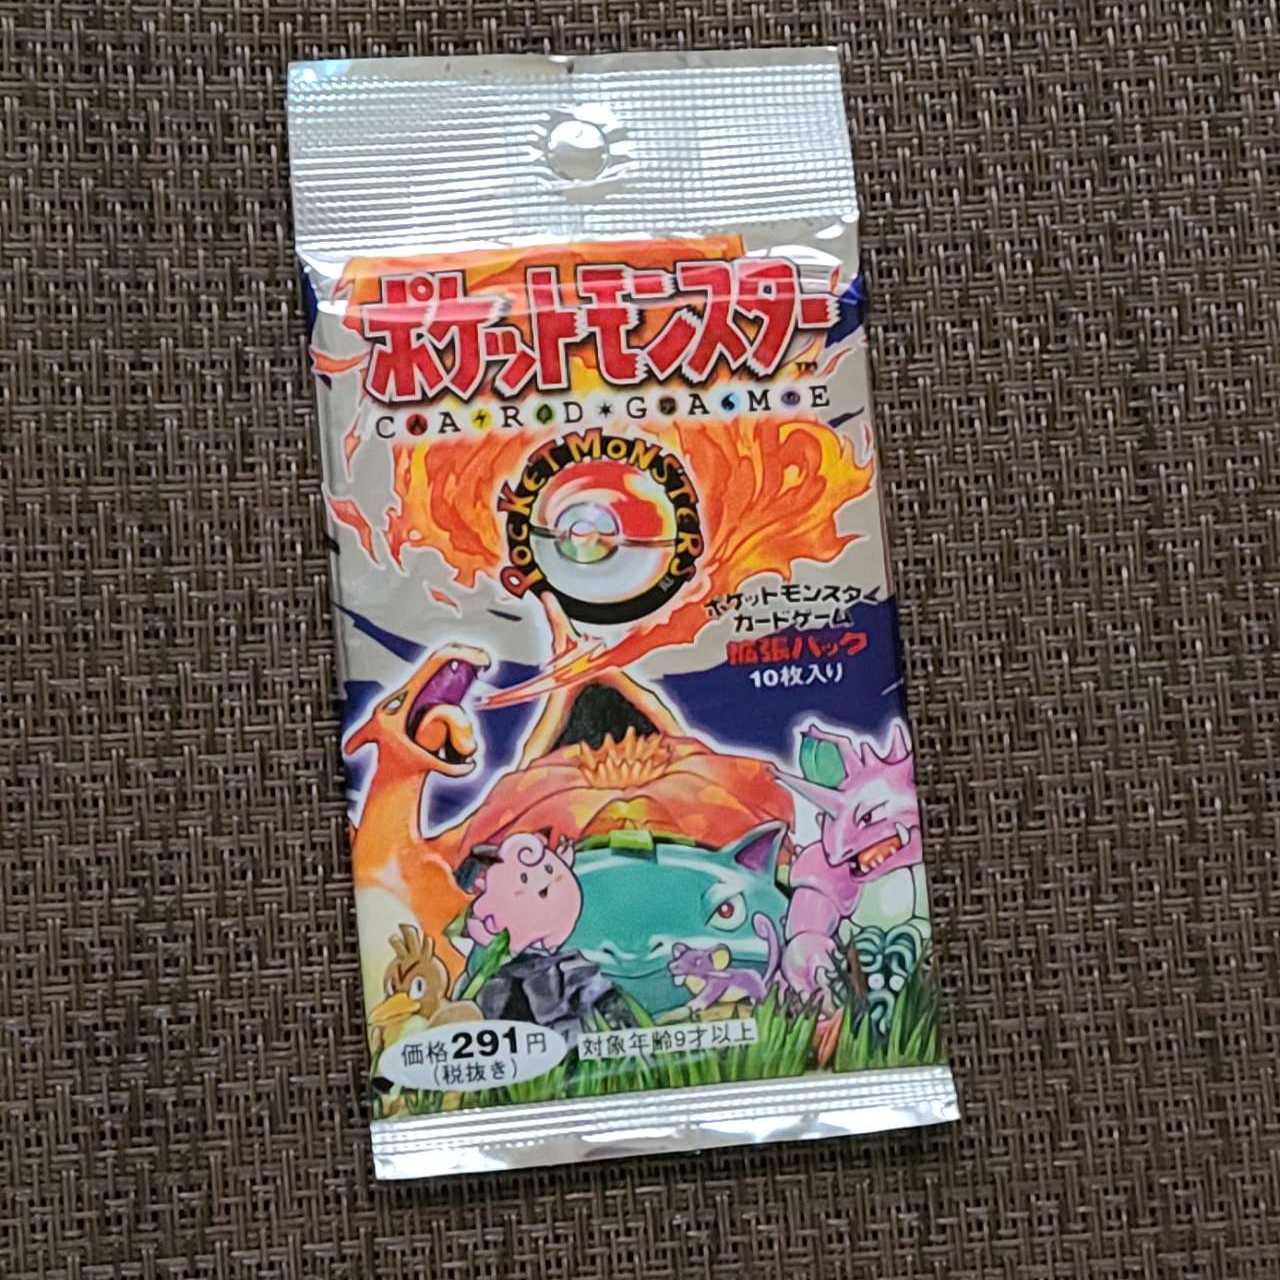 ポケットモンスター
TM
CARD GAME
POCKET MONSTERS
TM
ポケットモンスター
カードゲーム
拡張パック
10枚入り
価格291円
(税抜き)
対象年齢9才以上